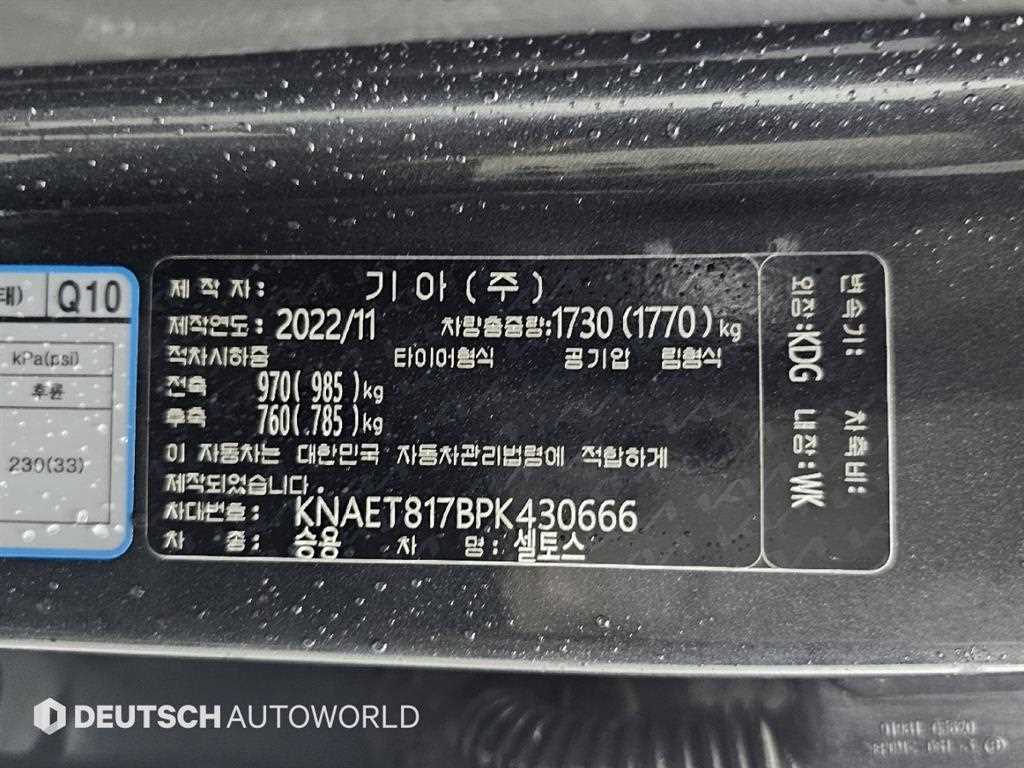 태) Q10
kPa(psi)
후륜
230(33)
제 작 자 : 기 아 ( 주 )
제작연도 : 2022/11 차량총중량: 1730 (1770) kg
적차시하중 타이어형식 공기압 림형식
전축 970( 985 )kg
후축 760(.785 )kg
이 자동차는 대한민국 자동차관리법령에 적합하게
제작되었습니다.
차대번호 : KNAET817BPK430666
차 종 : 승용 차 명 : 셀토스
변속기: 치축비:
외장:KDG 내장:WK
DEUTSCH AUTOWORLD